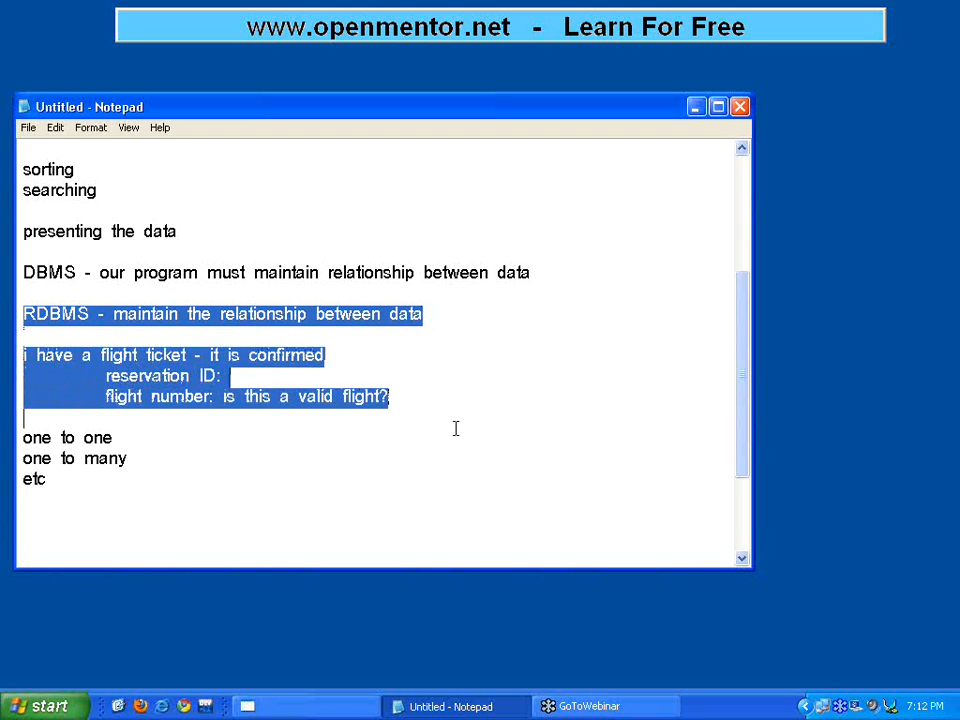 www.openmentor.net - Learn For Free
Untitled - Notepad
File Edit Format View Help
sorting
searching
presenting the data
DBMS - our program must maintain relationship between data
RDBMS - maintain the relationship between data
i have a flight ticket - it is confirmed
reservation ID:
flight number: is this a valid flight?
one to one
one to many
etc
start
Untitled - Notepad
GoToWebinar
7:12 PM